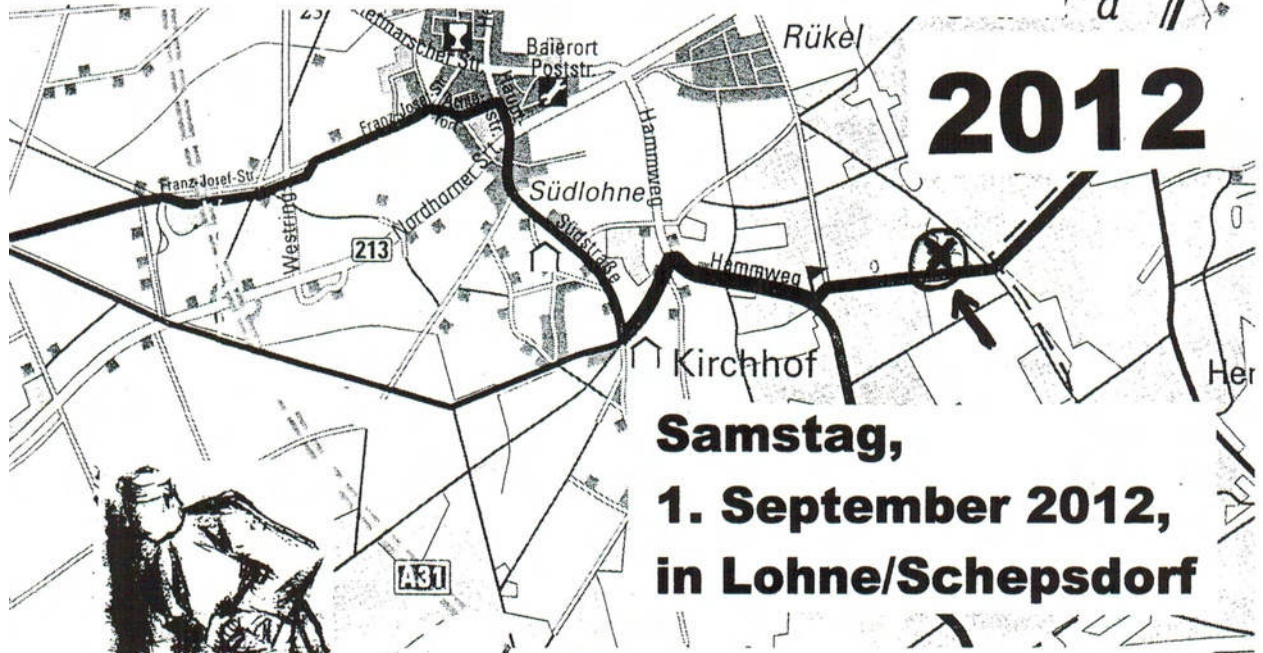 Rükel
Baierort
Poststr.
2012
Hammweg
Franz-Josef-Str.
Südlohne
Nordhorner Str.
Westring
213
Südstraße
Hammweg
Kirchhof
Her
Samstag,
1. September 2012,
in Lohne/Schepsdorf
A31